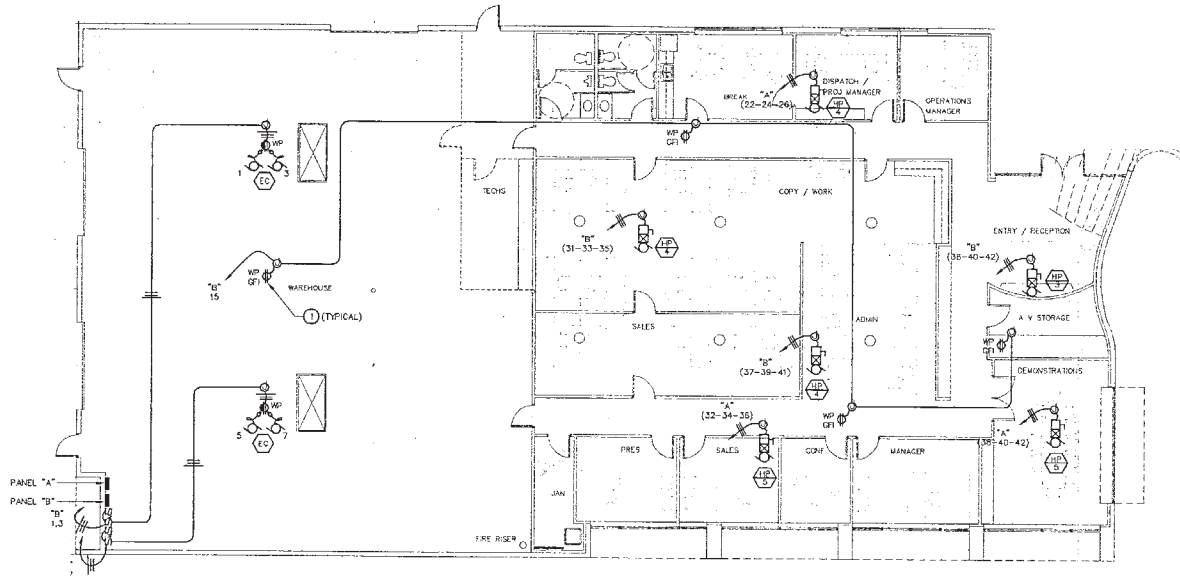 BREAK
"A"
(22-24-26)
DISPATCH /
PROJ MANAGER
HP
4
OPERATIONS
MANAGER
WP
GFI
WP
1
3
EC
TECHS
COPY / WORK
"B"
(31-33-35)
HP
4
ENTRY / RECEPTION
"B"
(38-40-42)
HP
3
"B"
15
WP
GFI
WAREHOUSE
1 (TYPICAL)
A V STORAGE
SALES
ADMIN
WP
GFI
"B"
(37-39-41)
HP
4
DEMONSTRATIONS
WP
5
7
EC
"A"
(32-34-36)
WP
GFI
"A"
(38-40-42)
HP
5
PRES
SALES
HP
5
CONF
MANAGER
PANEL "A"
PANEL "B"
"B"
1,3
JAN
FIRE RISER